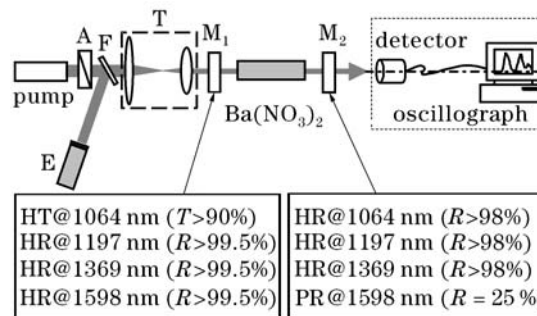 T
A
F
M₁
M₂
detector
pump
Ba(NO₃)₂
oscillograph
E
HT@1064 nm (T>90%)
HR@1197 nm (R>99.5%)
HR@1369 nm (R>99.5%)
HR@1598 nm (R>99.5%)
HR@1064 nm (R>98%)
HR@1197 nm (R>98%)
HR@1369 nm (R>98%)
PR@1598 nm (R = 25 %